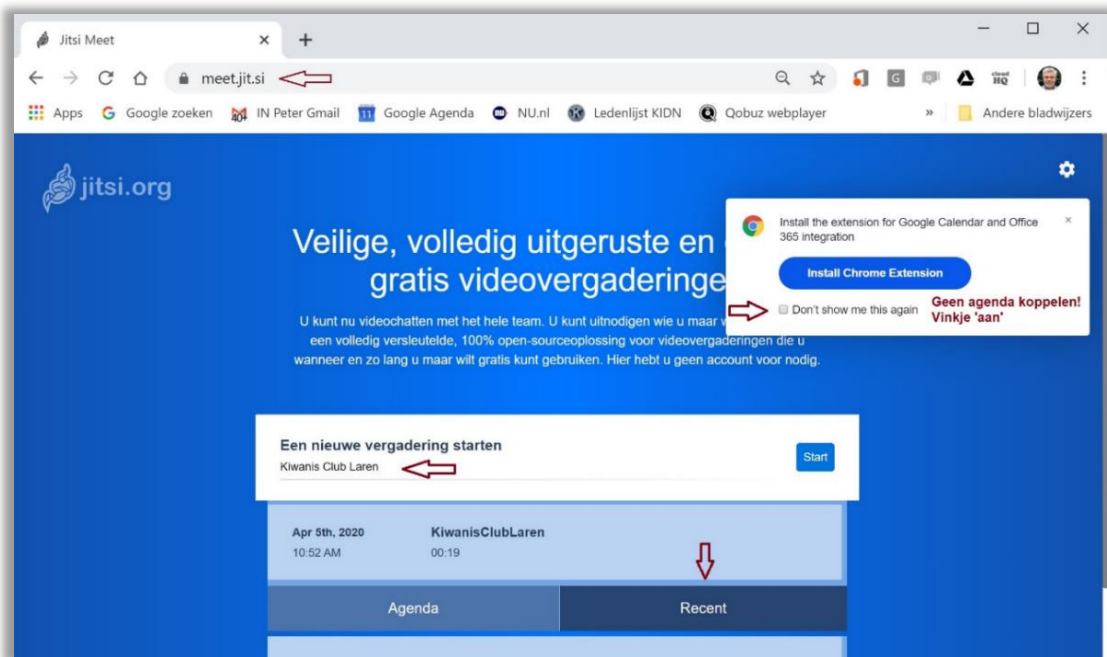 Jitsi Meet
meet.jit.si
G
cloud HQ
Apps
Google zoeken
IN Peter Gmail
11
Google Agenda
NU.nl
Ledenlijst KIDN
Qobuz webplayer
»
Andere bladwijzers
jitsi.org
Install the extension for Google Calendar and Office
365 integration
Install Chrome Extension
Don't show me this again
Geen agenda koppelen!
Vinkje 'aan'
Veilige, volledig uitgeruste en
gratis videovergaderinge
U kunt nu videochatten met het hele team. U kunt uitnodigen wie u maar
een volledig versleutelde, 100% open-sourceoplossing voor videovergaderingen die u
wanneer en zo lang u maar wilt gratis kunt gebruiken. Hier hebt u geen account voor nodig.
Een nieuwe vergadering starten
Kiwanis Club Laren
Start
Apr 5th, 2020
KiwanisClubLaren
10:52 AM
00:19
Agenda
Recent